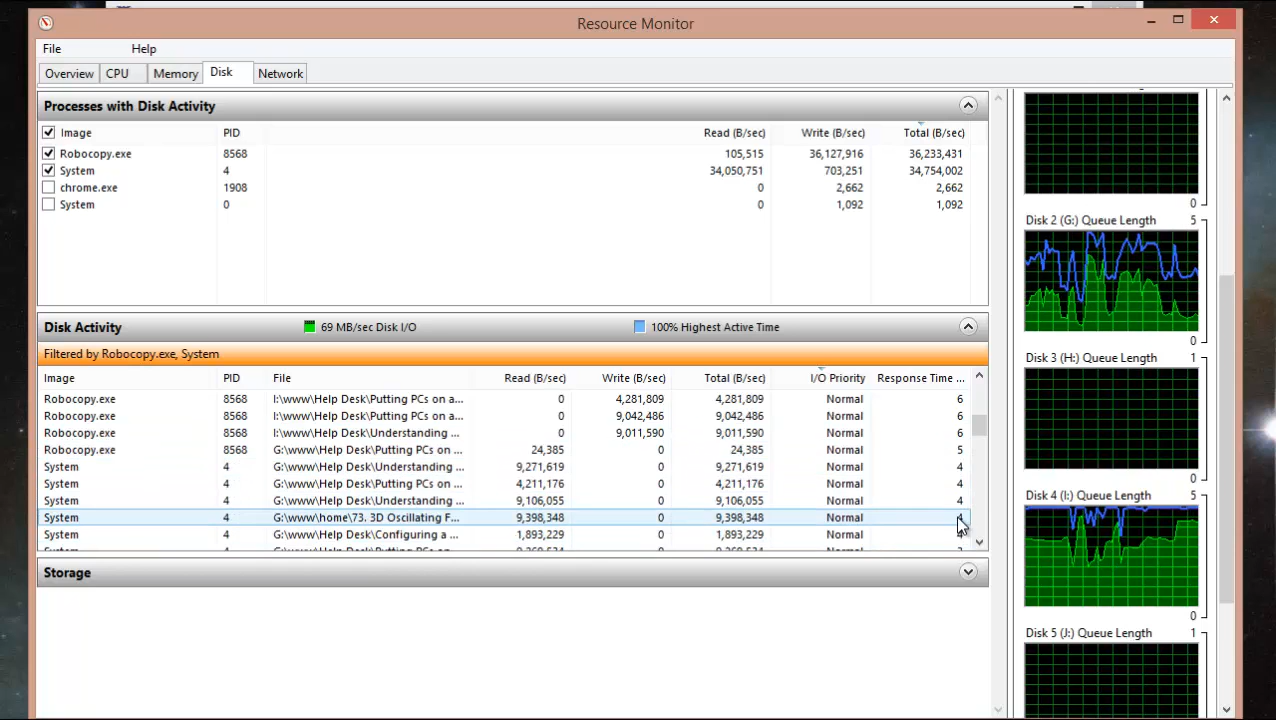 Resource Monitor
File Help
Overview CPU Memory Disk Network
Processes with Disk Activity
Image PID Read (B/sec) Write (B/sec) Total (B/sec)
Robocopy.exe 8568 105,515 36,127,916 36,233,431
System 4 34,050,751 703,251 34,754,002
chrome.exe 1908 0 2,662 2,662
System 0 0 1,092 1,092
Disk Activity 69 MB/sec Disk I/O 100% Highest Active Time
Filtered by Robocopy.exe, System
Image PID File Read (B/sec) Write (B/sec) Total (B/sec) I/O Priority Response Time ...
Robocopy.exe 8568 I:\www\Help Desk\Putting PCs on a... 0 4,281,809 4,281,809 Normal 6
Robocopy.exe 8568 I:\www\Help Desk\Putting PCs on a... 0 9,042,486 9,042,486 Normal 6
Robocopy.exe 8568 I:\www\Help Desk\Understanding ... 0 9,011,590 9,011,590 Normal 6
Robocopy.exe 8568 G:\www\Help Desk\Putting PCs on ... 24,385 0 24,385 Normal 5
System 4 G:\www\Help Desk\Understanding ... 9,271,619 0 9,271,619 Normal 4
System 4 G:\www\Help Desk\Putting PCs on ... 4,211,176 0 4,211,176 Normal 4
System 4 G:\www\Help Desk\Understanding ... 9,106,055 0 9,106,055 Normal 4
System 4 G:\www\home\73. 3D Oscillating F... 9,398,348 0 9,398,348 Normal 4
System 4 G:\www\Help Desk\Configuring a ... 1,893,229 0 1,893,229 Normal
Storage
0
Disk 2 (G:) Queue Length 5
0
Disk 3 (H:) Queue Length 1
0
Disk 4 (I:) Queue Length 5
0
Disk 5 (J:) Queue Length 1